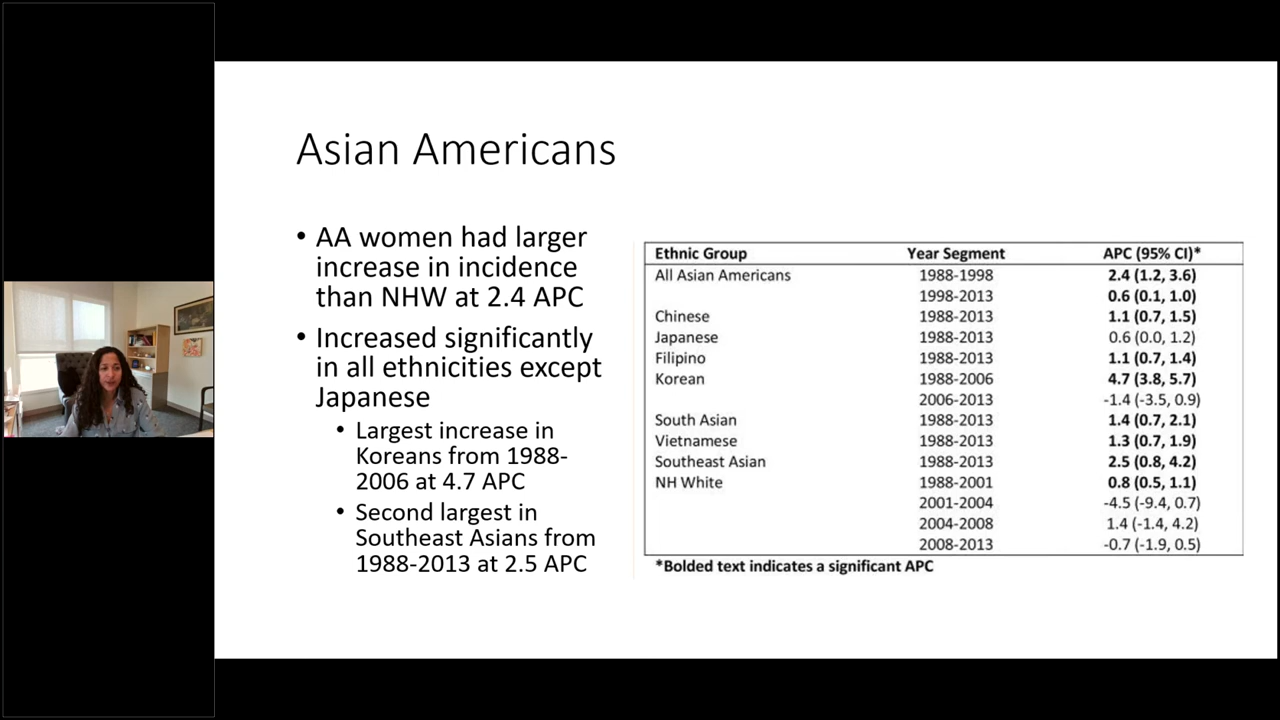 Asian Americans
• AA women had larger
increase in incidence
than NHW at 2.4 APC
• Increased significantly
in all ethnicities except
Japanese
• Largest increase in
Koreans from 1988-
2006 at 4.7 APC
• Second largest in
Southeast Asians from
1988-2013 at 2.5 APC
Ethnic Group Year Segment APC (95% CI)*
All Asian Americans 1988-1998 2.4 (1.2, 3.6)
1998-2013 0.6 (0.1, 1.0)
Chinese 1988-2013 1.1 (0.7, 1.5)
Japanese 1988-2013 0.6 (0.0, 1.2)
Filipino 1988-2013 1.1 (0.7, 1.4)
Korean 1988-2006 4.7 (3.8, 5.7)
2006-2013 -1.4 (-3.5, 0.9)
South Asian 1988-2013 1.4 (0.7, 2.1)
Vietnamese 1988-2013 1.3 (0.7, 1.9)
Southeast Asian 1988-2013 2.5 (0.8, 4.2)
NH White 1988-2001 0.8 (0.5, 1.1)
2001-2004 -4.5 (-9.4, 0.7)
2004-2008 1.4 (-1.4, 4.2)
2008-2013 -0.7 (-1.9, 0.5)
*Bolded text indicates a significant APC